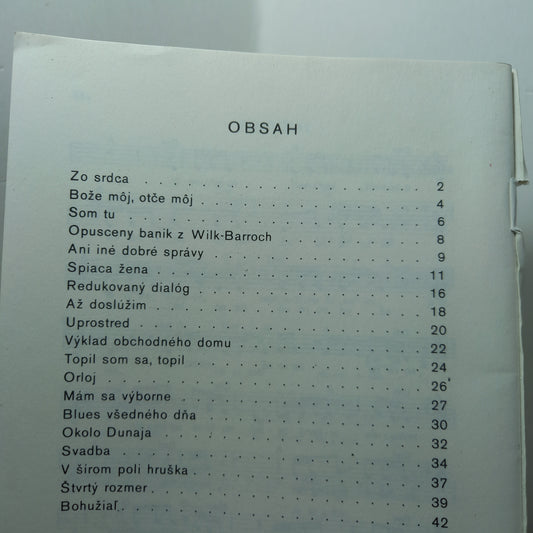 OBSAH
Zo srdca . . . . . . . . . . . . . . . 2
Bože môj, otče môj . . . . . . . . . . . 4
Som tu . . . . . . . . . . . . . . . . 6
Opusceny baník z Wilk-Barroch . . . . . . . 8
Ani iné dobré správy . . . . . . . . . . 9
Spiaca žena . . . . . . . . . . . . . . 11
Redukovaný dialóg . . . . . . . . . . . 16
Až doslúžim . . . . . . . . . . . . . . 18
Uprostred . . . . . . . . . . . . . . . 20
Výklad obchodného domu . . . . . . . . . 22
Topil som sa, topil . . . . . . . . . . . 24
Orloj . . . . . . . . . . . . . . . . 26
Mám sa výborne . . . . . . . . . . . . 27
Blues všedného dňa . . . . . . . . . . . 30
Okolo Dunaja . . . . . . . . . . . . . 32
Svadba . . . . . . . . . . . . . . . . 34
V šírom poli hruška . . . . . . . . . . . 37
Štvrtý rozmer . . . . . . . . . . . . . 39
Bohužiaľ . . . . . . . . . . . . . . . 42